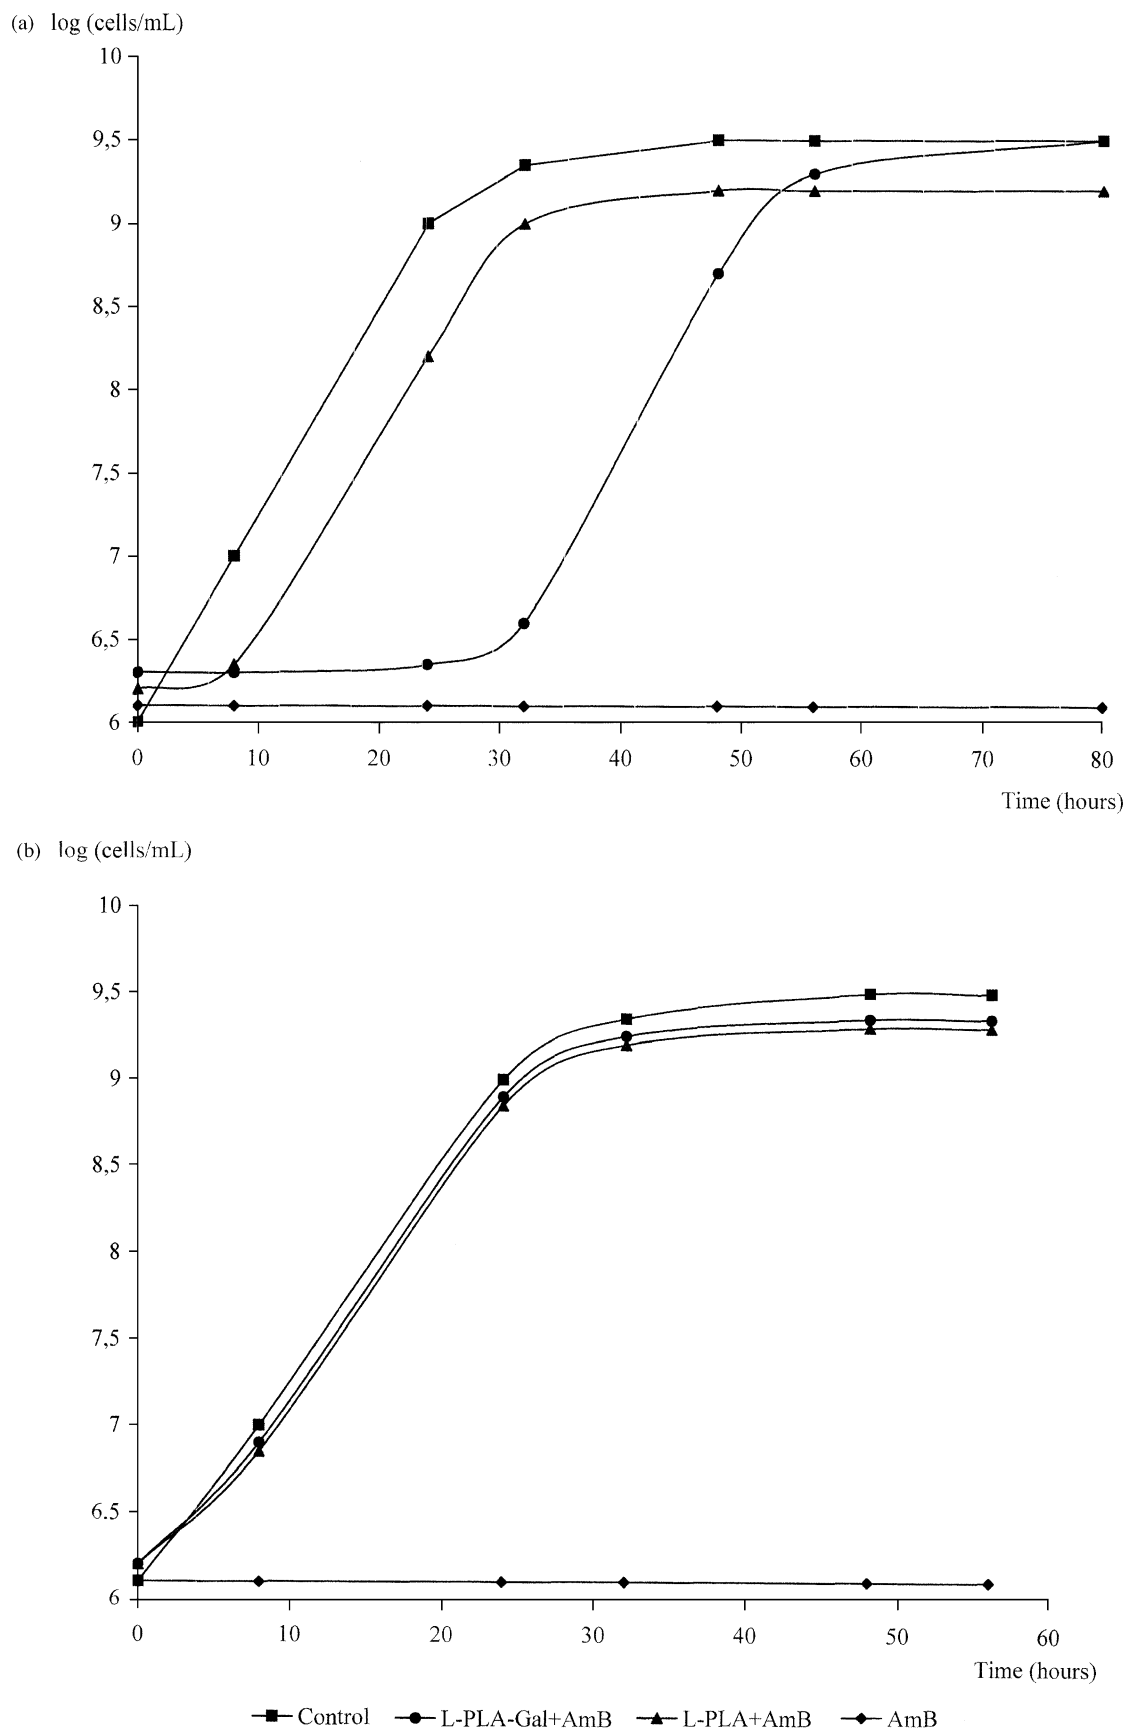 (a) log (cells/mL)
10
9,5
9
8,5
8
7,5
7
6,5
6
0 10 20 30 40 50 60 70 80
Time (hours)
(b) log (cells/mL)
10
9,5
9
8,5
8
7,5
7
6,5
6
0 10 20 30 40 50 60
Time (hours)
Control L-PLA-Gal+AmB L-PLA+AmB AmB